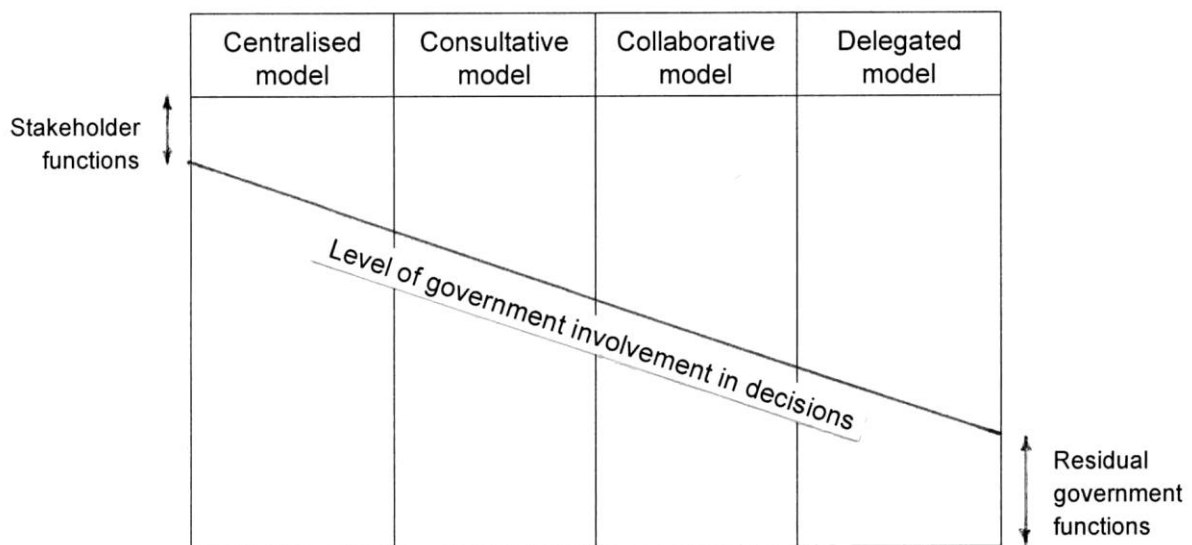 Centralised
model
Consultative
model
Collaborative
model
Delegated
model
Stakeholder
functions
Level of government involvement in decisions
Residual
government
functions